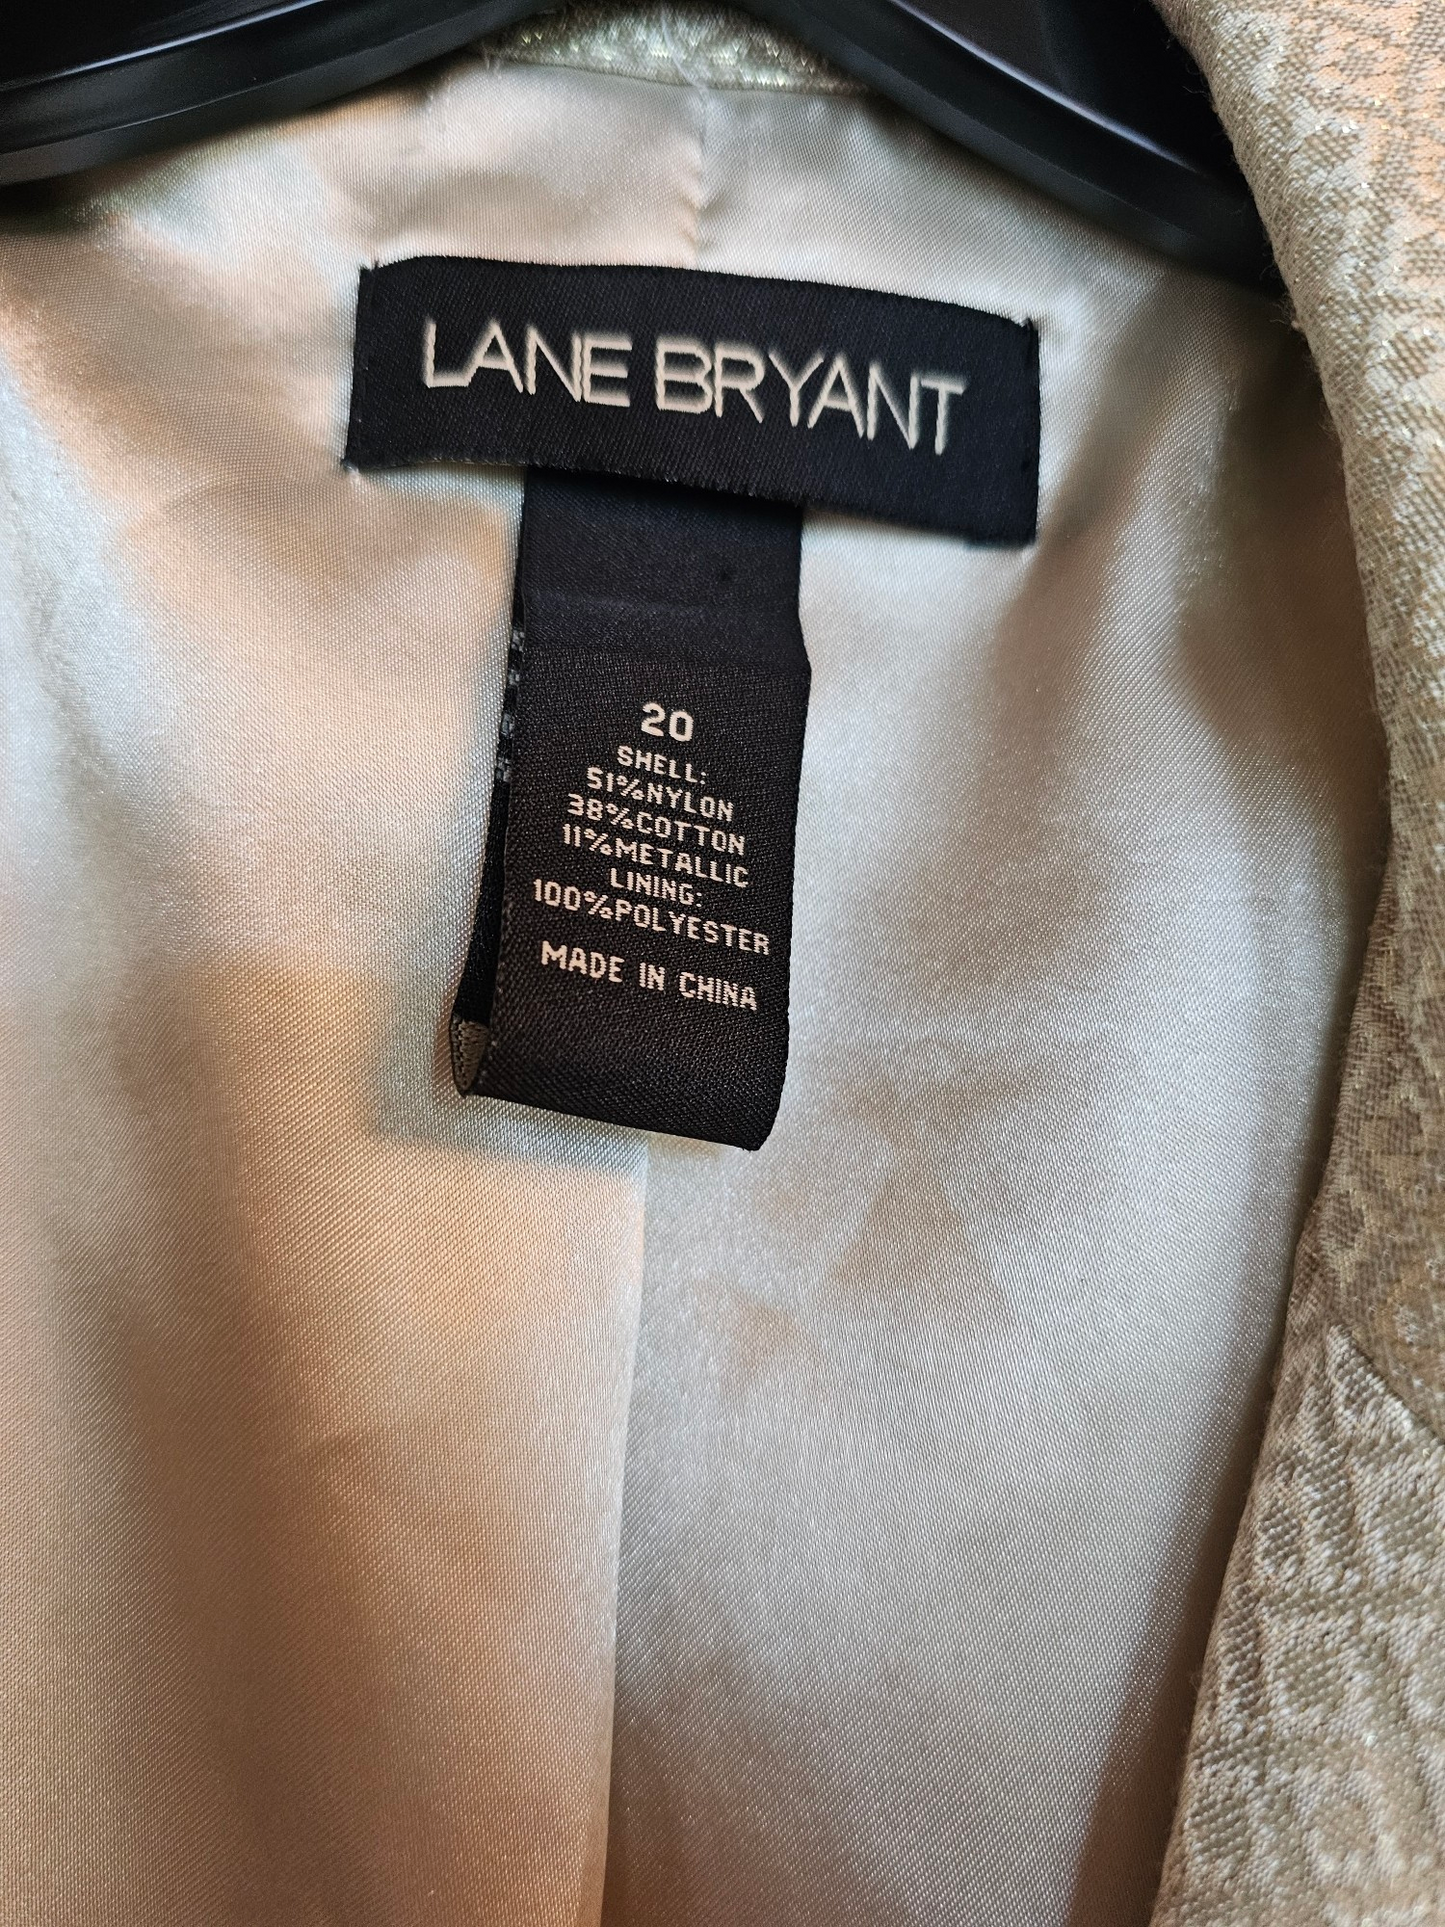 LANE BRYANT
20
SHELL:
51%NYLON
38%COTTON
11%METALLIC
LINING:
100%POLYESTER
MADE IN CHINA